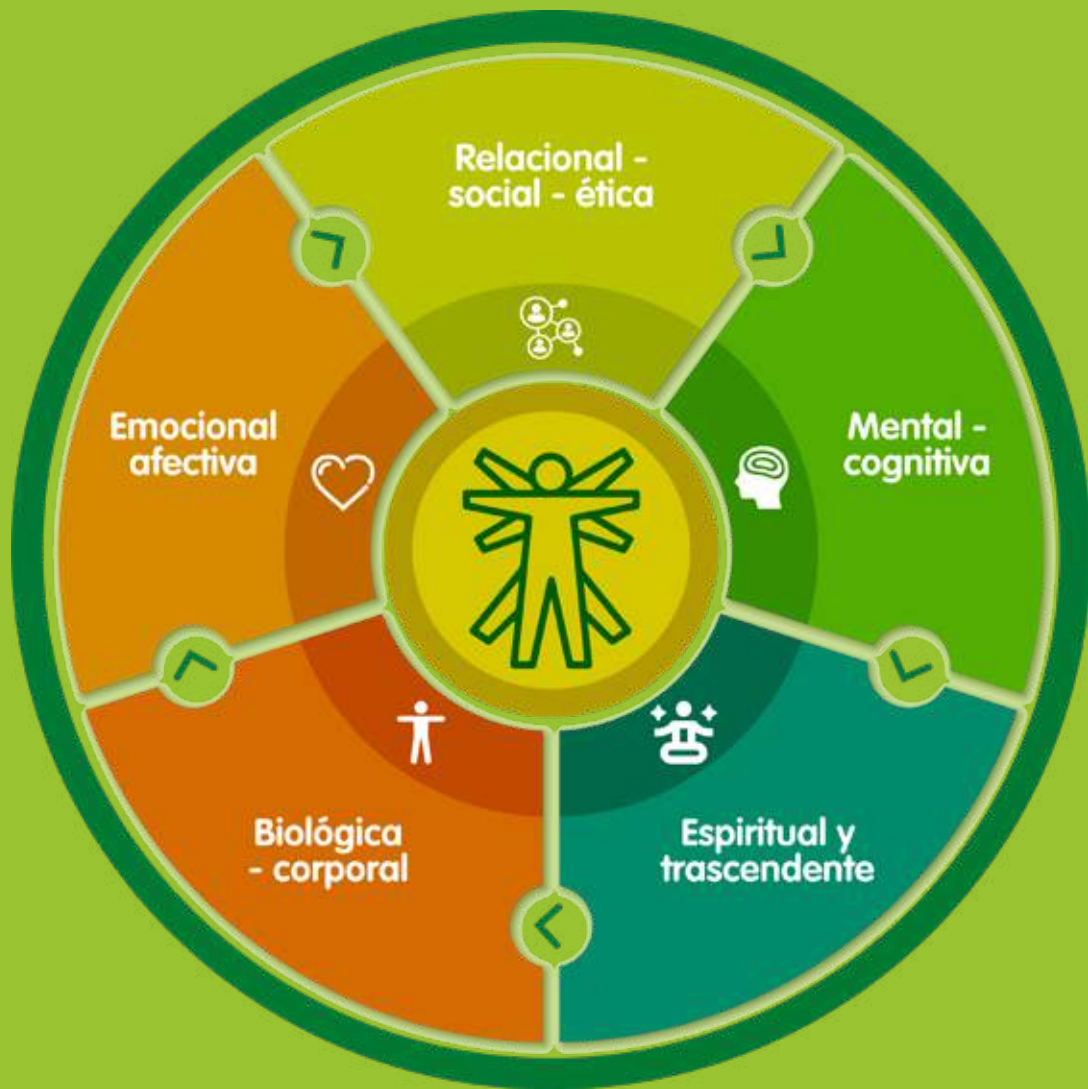 Relacional -
social - ética
Mental -
cognitiva
Espiritual y
trascendente
Biológica
- corporal
Emocional
afectiva